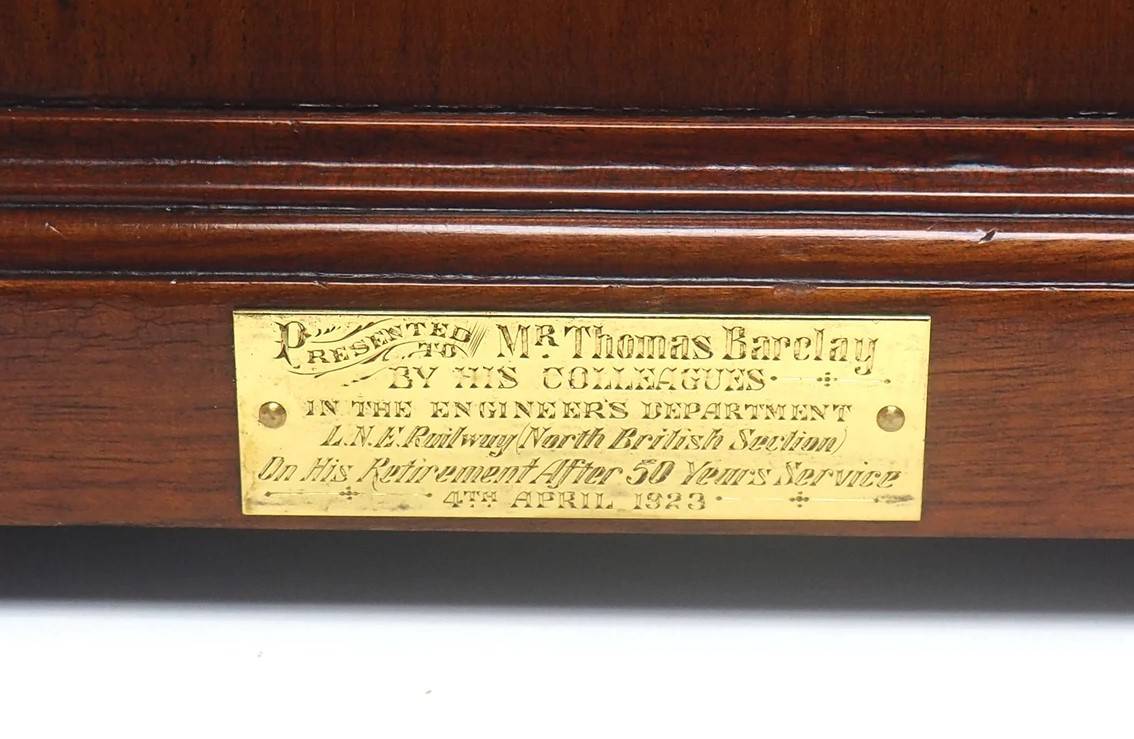 PRESENTED TO Mr Thomas Barclay
BY HIS COLLEAGUES
IN THE ENGINEER'S DEPARTMENT
L.N.E. Railway (North British Section)
On His Retirement After 50 Years Service
4TH APRIL 1923